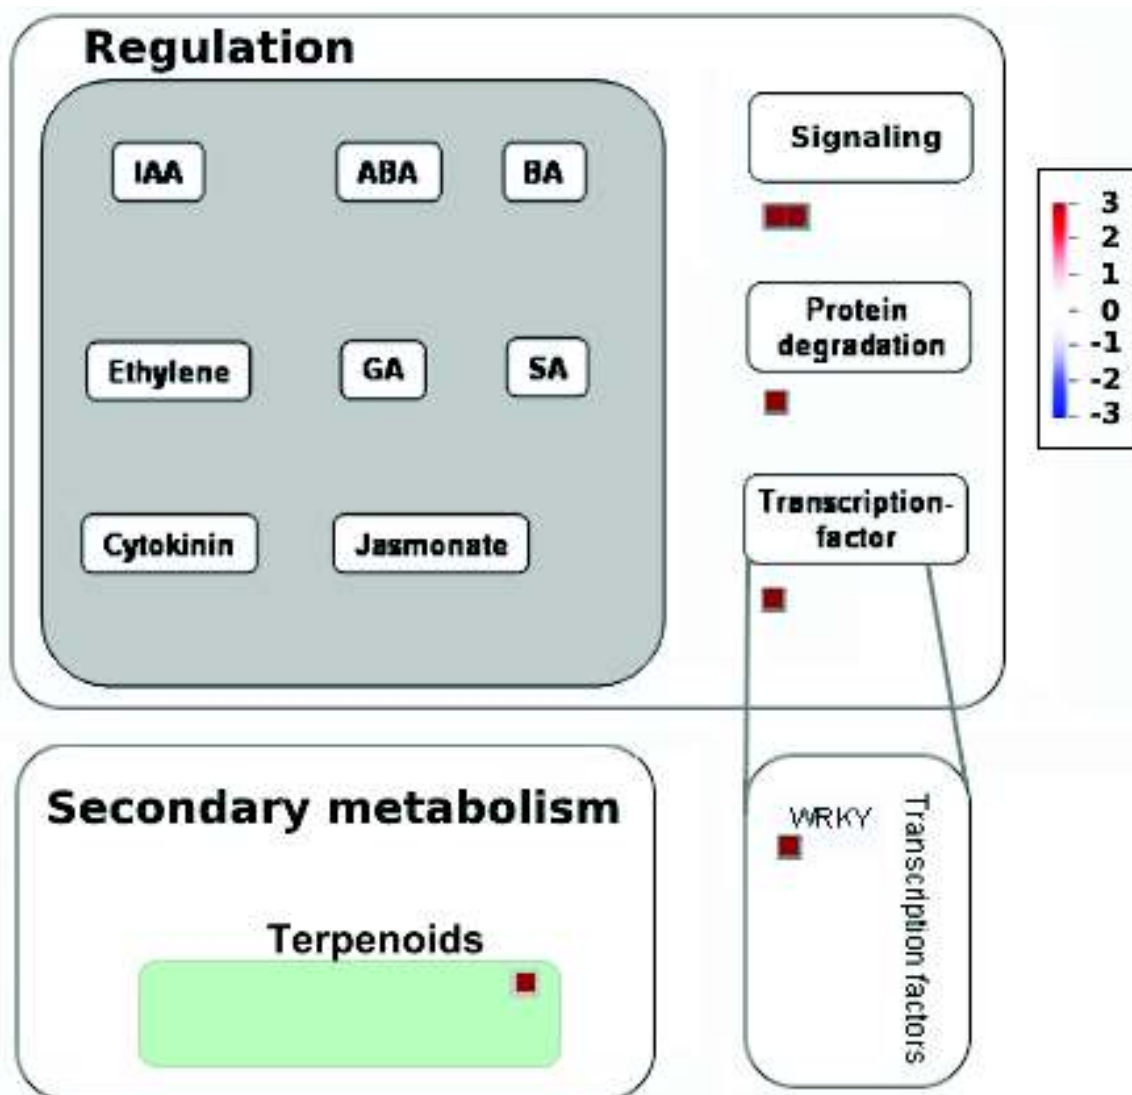 Regulation
IAA
ABA
BA
Ethylene
GA
SA
Cytokinin
Jasmonate
Signaling
Protein
degradation
Transcription-
factor
3
2
1
0
-1
-2
-3
Secondary metabolism
Terpenoids
WRKY
Transcription factors